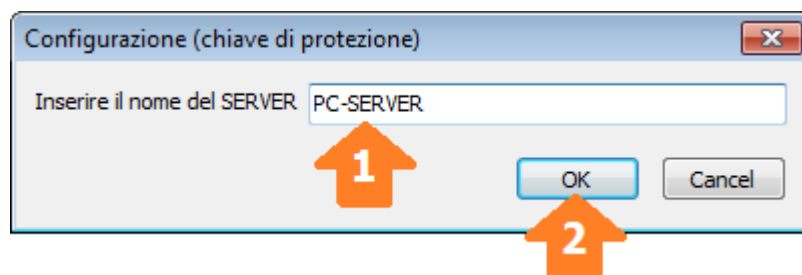 Configurazione (chiave di protezione)
Inserire il nome del SERVER PC-SERVER
1
OK Cancel
2